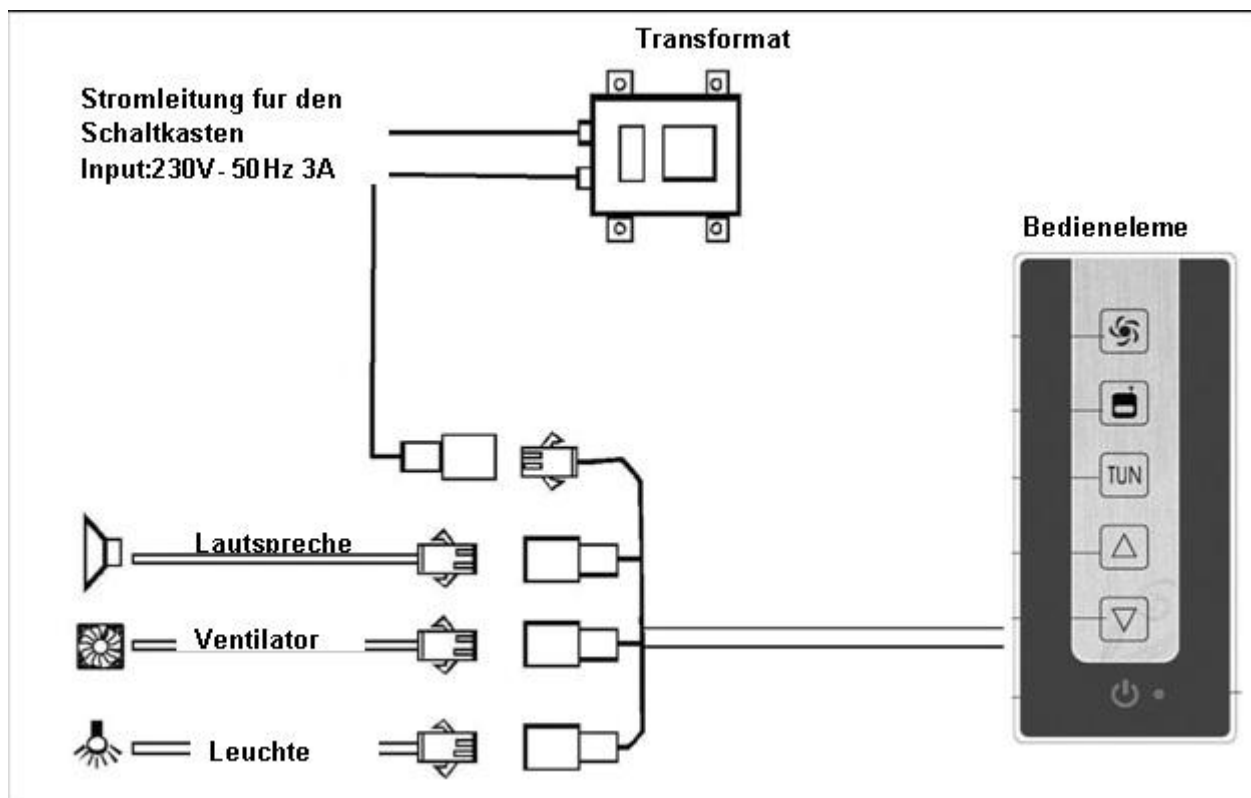 Transformat
Stromleitung fur den
Schaltkasten
Input:230V- 50Hz 3A
Bedieneleme
TUN
Lautspreche
Ventilator
Leuchte